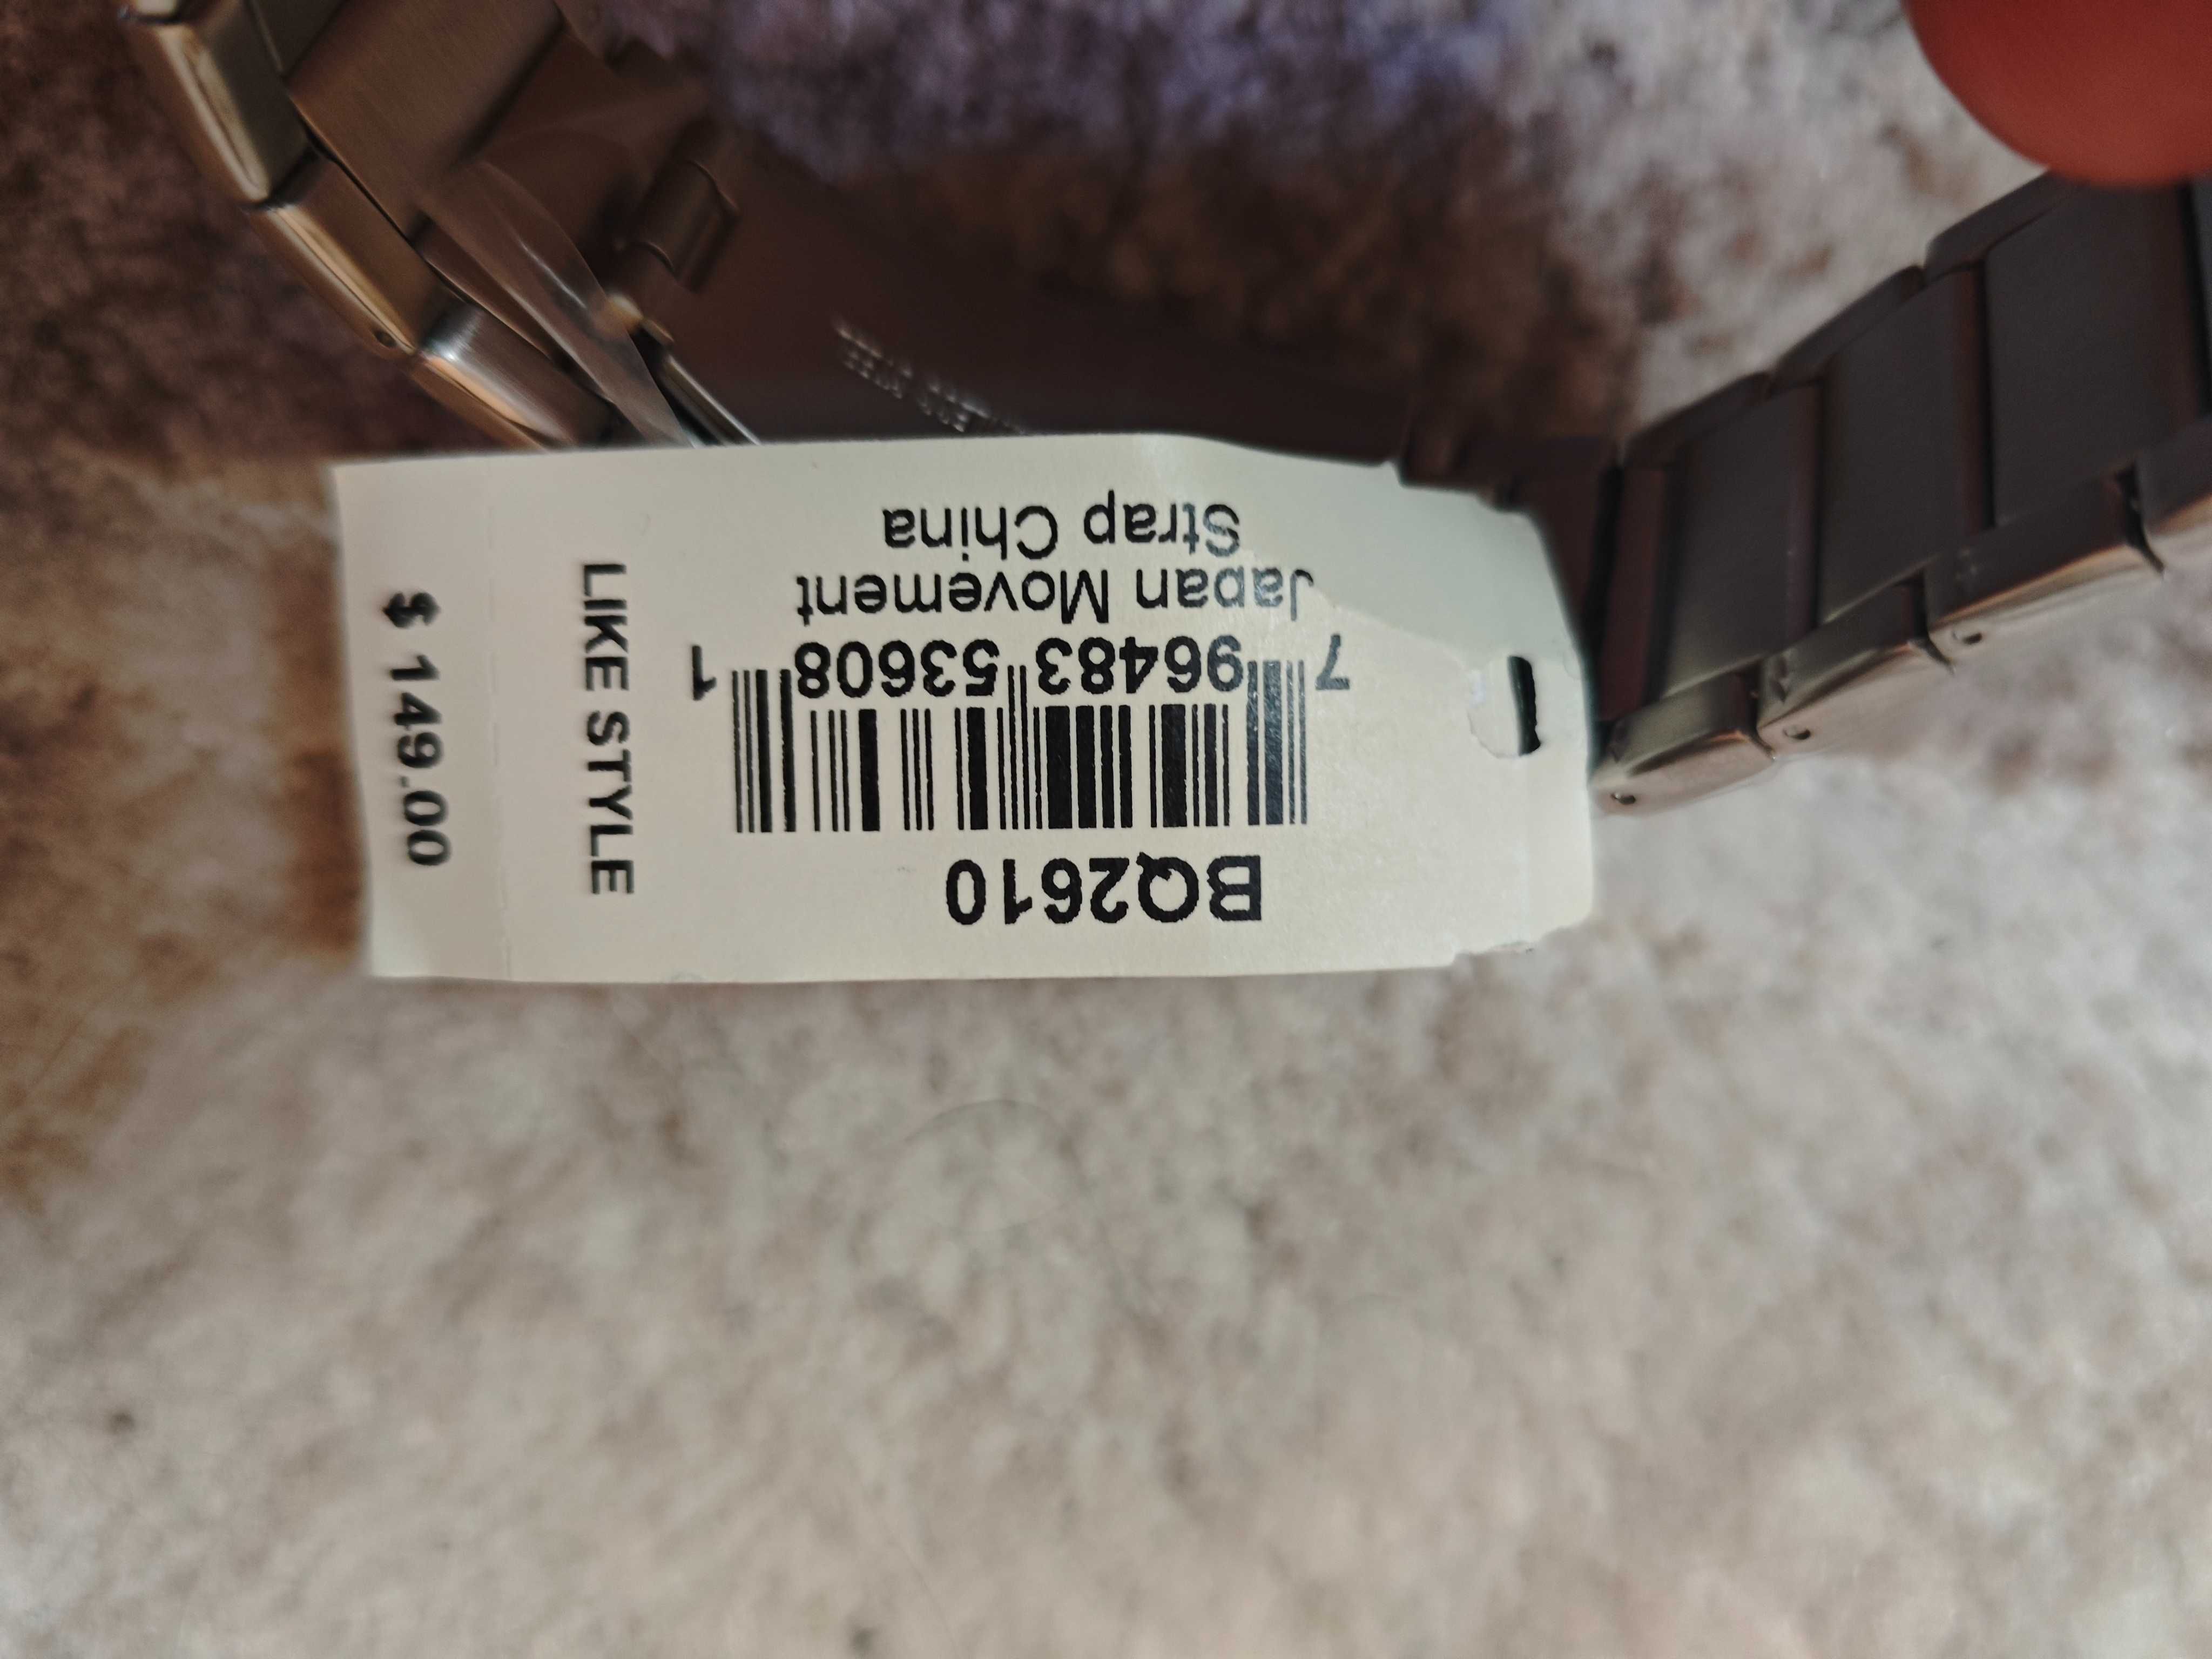 BQ2610
7 96483 53608 1
Japan Movement
Strap China
LIKE STYLE
$ 149.00